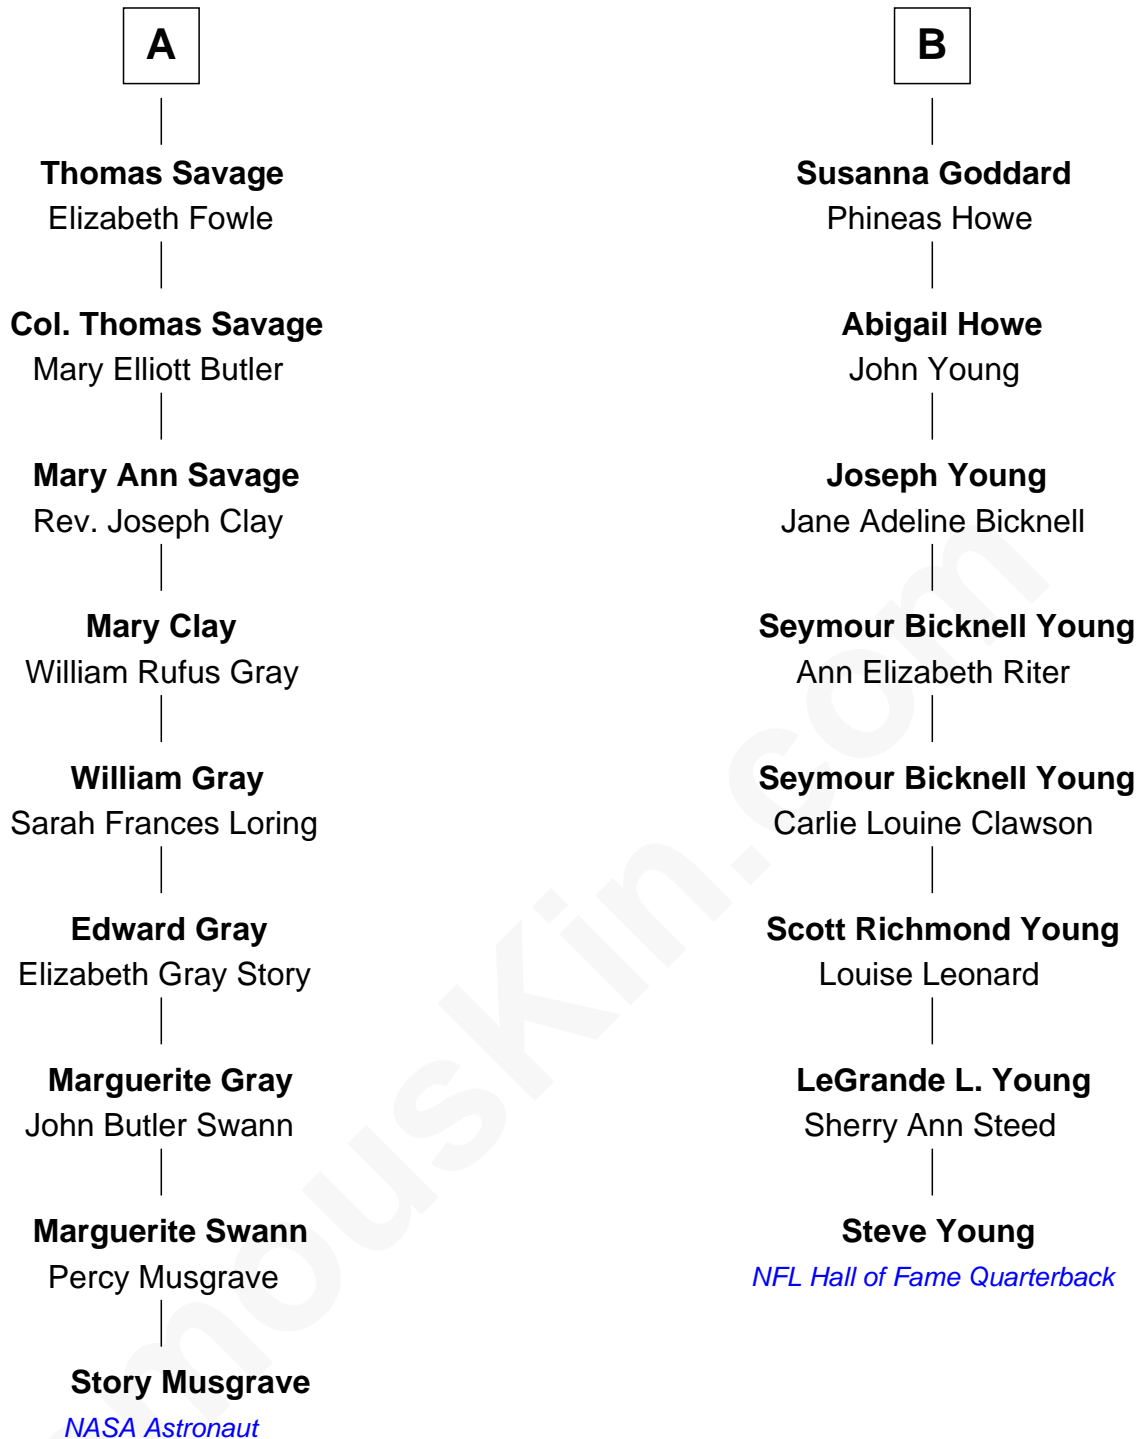 A
Thomas Savage
Elizabeth Fowle
Col. Thomas Savage
Mary Elliott Butler
Mary Ann Savage
Rev. Joseph Clay
Mary Clay
William Rufus Gray
William Gray
Sarah Frances Loring
Edward Gray
Elizabeth Gray Story
Marguerite Gray
John Butler Swann
Marguerite Swann
Percy Musgrave
Story Musgrave
NASA Astronaut
B
Susanna Goddard
Phineas Howe
Abigail Howe
John Young
Joseph Young
Jane Adeline Bicknell
Seymour Bicknell Young
Ann Elizabeth Riter
Seymour Bicknell Young
Carlie Louine Clawson
Scott Richmond Young
Louise Leonard
LeGrande L. Young
Sherry Ann Steed
Steve Young
NFL Hall of Fame Quarterback
mousKin.com